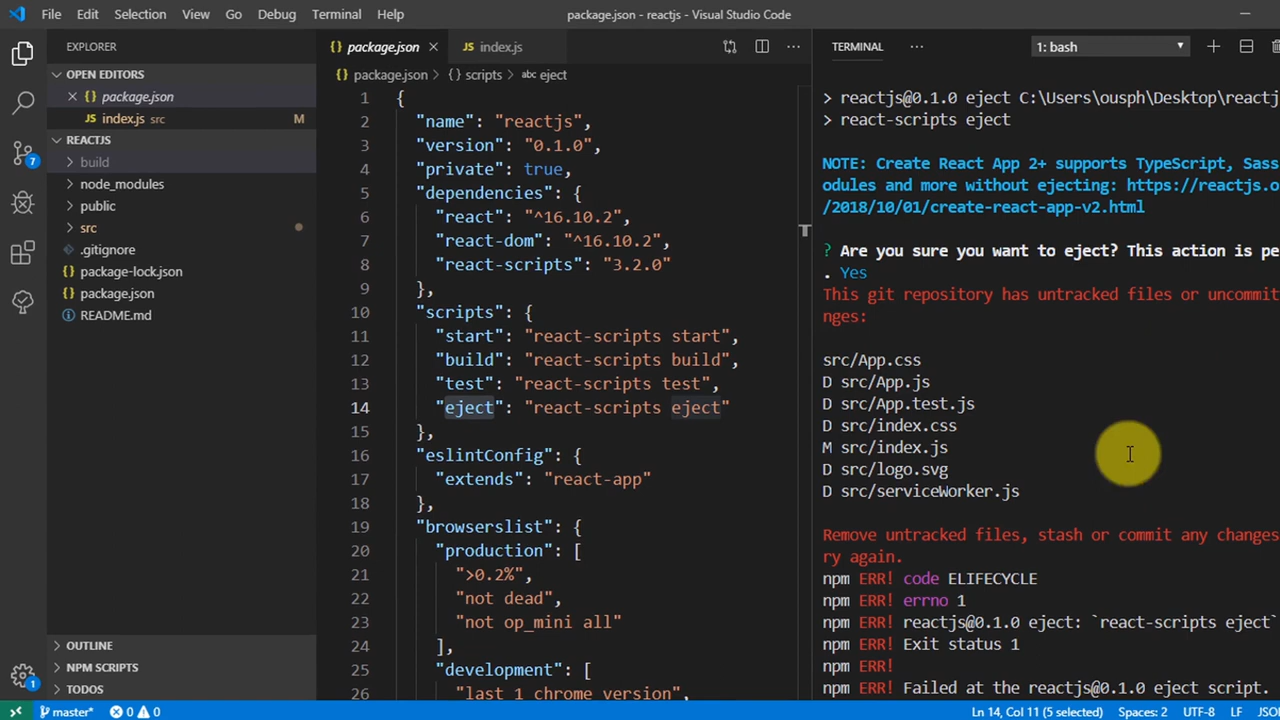 File Edit Selection View Go Debug Terminal Help
package.json - reactjs - Visual Studio Code
EXPLORER
OPEN EDITORS
{} package.json
JS index.js src M
REACTJS
build
node_modules
public
src
.gitignore
{} package-lock.json
{} package.json
README.md
OUTLINE
NPM SCRIPTS
TODOS
7
1
{} package.json
JS index.js
{} package.json > {} scripts > abc eject
1 {
2 "name": "reactjs",
3 "version": "0.1.0",
4 "private": true,
5 "dependencies": {
6 "react": "^16.10.2",
7 "react-dom": "^16.10.2",
8 "react-scripts": "3.2.0"
9 },
10 "scripts": {
11 "start": "react-scripts start",
12 "build": "react-scripts build",
13 "test": "react-scripts test",
14 "eject": "react-scripts eject"
15 },
16 "eslintConfig": {
17 "extends": "react-app"
18 },
19 "browserslist": {
20 "production": [
21 ">0.2%",
22 "not dead",
23 "not op_mini all"
24 ],
25 "development": [
26 "last 1 chrome version",
TERMINAL
1: bash
> reactjs@0.1.0 eject C:\Users\ousph\Desktop\reactj
> react-scripts eject
NOTE: Create React App 2+ supports TypeScript, Sass
odules and more without ejecting: https://reactjs.o
/2018/10/01/create-react-app-v2.html
? Are you sure you want to eject? This action is pe
. Yes
This git repository has untracked files or uncommit
nges:
src/App.css
D src/App.js
D src/App.test.js
D src/index.css
M src/index.js
D src/logo.svg
D src/serviceWorker.js
Remove untracked files, stash or commit any changes
ry again.
npm ERR! code ELIFECYCLE
npm ERR! errno 1
npm ERR! reactjs@0.1.0 eject: `react-scripts eject`
npm ERR! Exit status 1
npm ERR!
npm ERR! Failed at the reactjs@0.1.0 eject script.
master* 0 0 Ln 14, Col 11 (5 selected) Spaces: 2 UTF-8 LF JSO